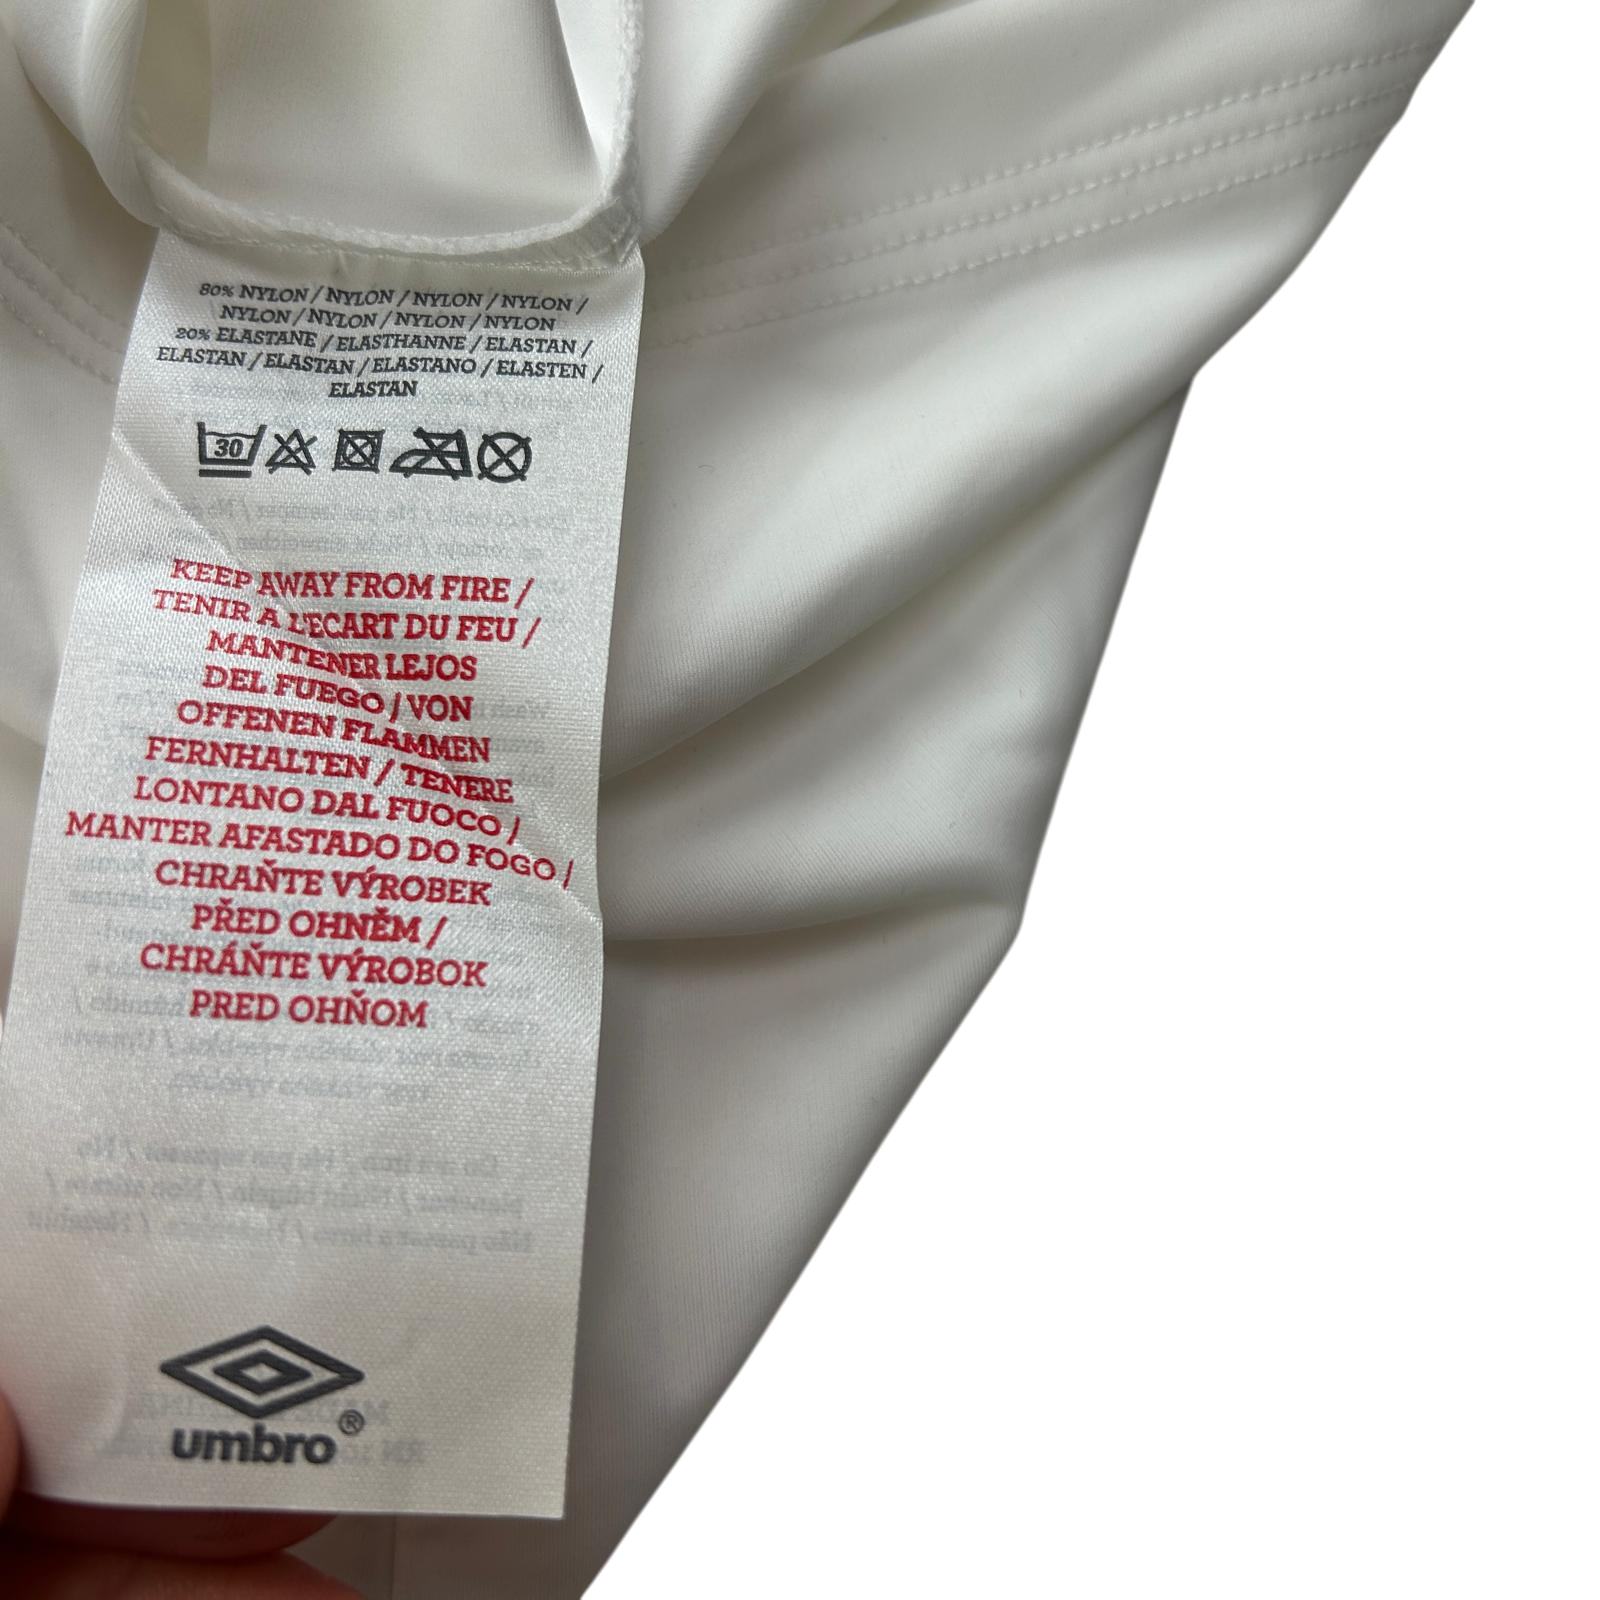 80% NYLON / NYLON / NYLON / NYLON /
NYLON / NYLON / NYLON / NYLON
20% ELASTANE / ELASTHANNE / ELASTAN /
ELASTAN / ELASTAN / ELASTANO / ELASTEN /
ELASTAN
30
KEEP AWAY FROM FIRE /
TENIR A L'ECART DU FEU /
MANTENER LEJOS
DEL FUEGO / VON
OFFENEN FLAMMEN
FERNHALTEN / TENERE
LONTANO DAL FUOCO /
MANTER AFASTADO DO FOGO /
CHRAŇTE VÝROBEK
PŘED OHNĚM /
CHRÁŇTE VÝROBOK
PRED OHŇOM
umbro®